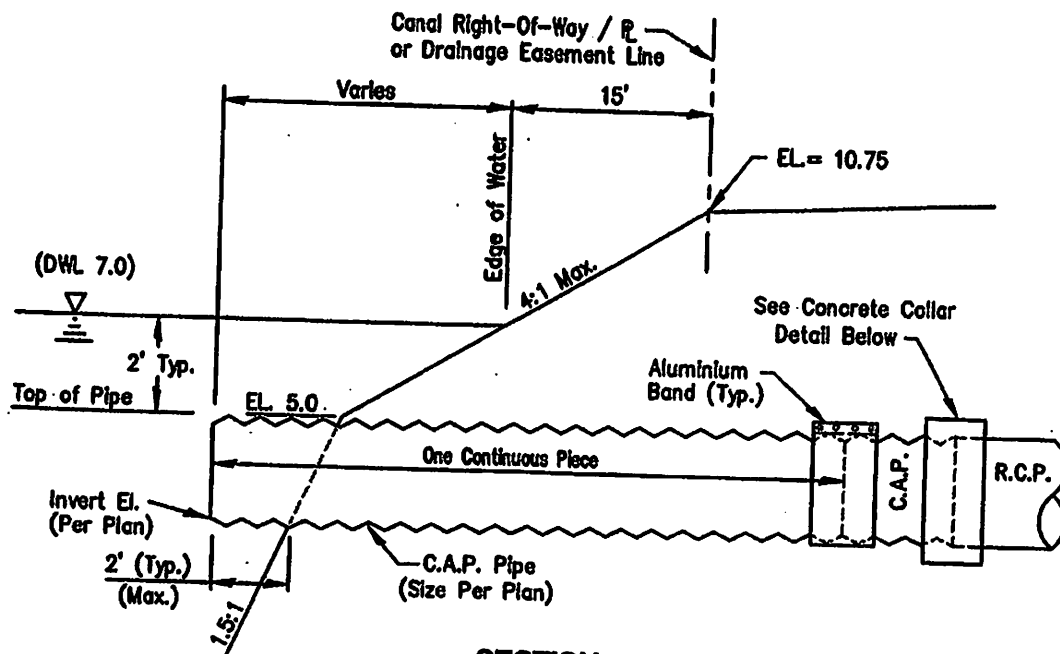 Canal Right-Of-Way / PL
or Drainage Easement Line
Varies
15'
Edge of Water
EL.= 10.75
(DWL 7.0)
4:1 Max.
See Concrete Collar
Detail Below
2' Typ.
Aluminium
Band (Typ.)
Top of Pipe
EL. 5.0
One Continuous Piece
C.A.P.
R.C.P.
Invert El.
(Per Plan)
2' (Typ.)
(Max.)
C.A.P. Pipe
(Size Per Plan)
1.5:1
SECTION